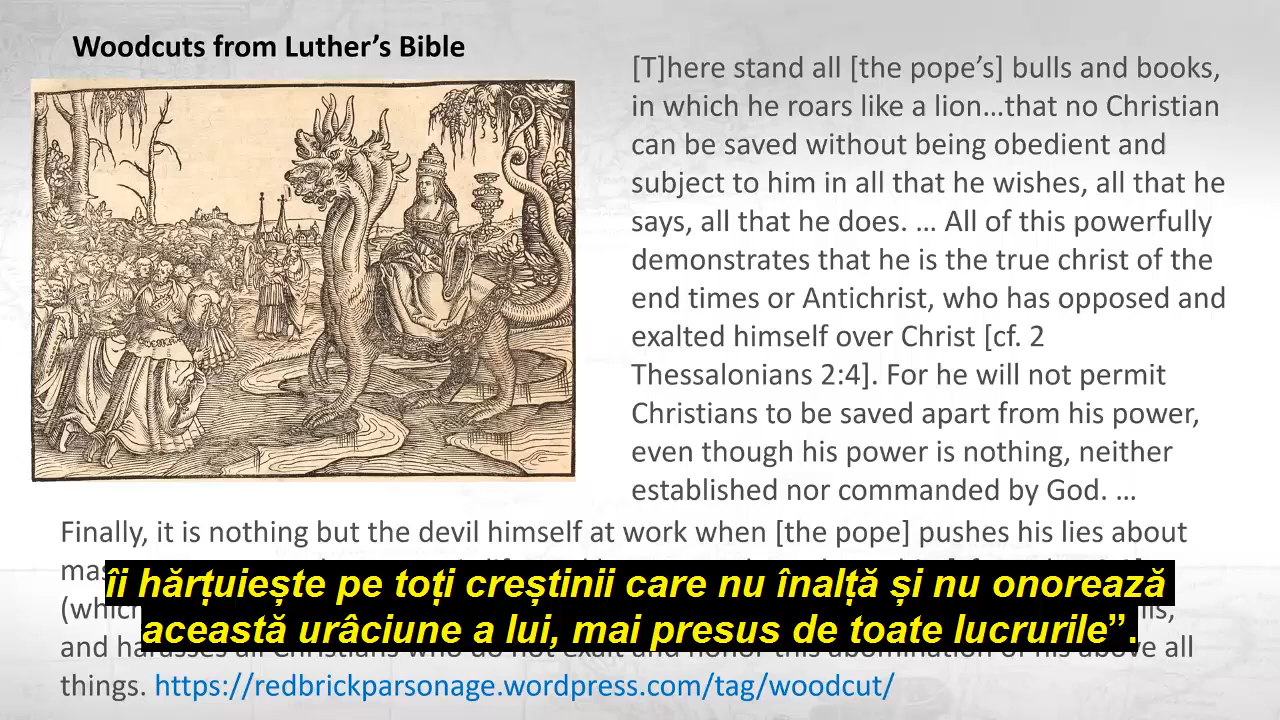 Woodcuts from Luther’s Bible
[T]here stand all [the pope’s] bulls and books,
in which he roars like a lion…that no Christian
can be saved without being obedient and
subject to him in all that he wishes, all that he
says, all that he does. … All of this powerfully
demonstrates that he is the true christ of the
end times or Antichrist, who has opposed and
exalted himself over Christ [cf. 2
Thessalonians 2:4]. For he will not permit
Christians to be saved apart from his power,
even though his power is nothing, neither
established nor commanded by God. …
Finally, it is nothing but the devil himself at work when [the pope] pushes his lies about
(which
and harasses all Christians who do not exalt and honor this abomination of his above all
things. https://redbrickparsonage.wordpress.com/tag/woodcut/
îi hărțuiește pe toți creștinii care nu înalță și nu onorează
această urâciune a lui, mai presus de toate lucrurile”.